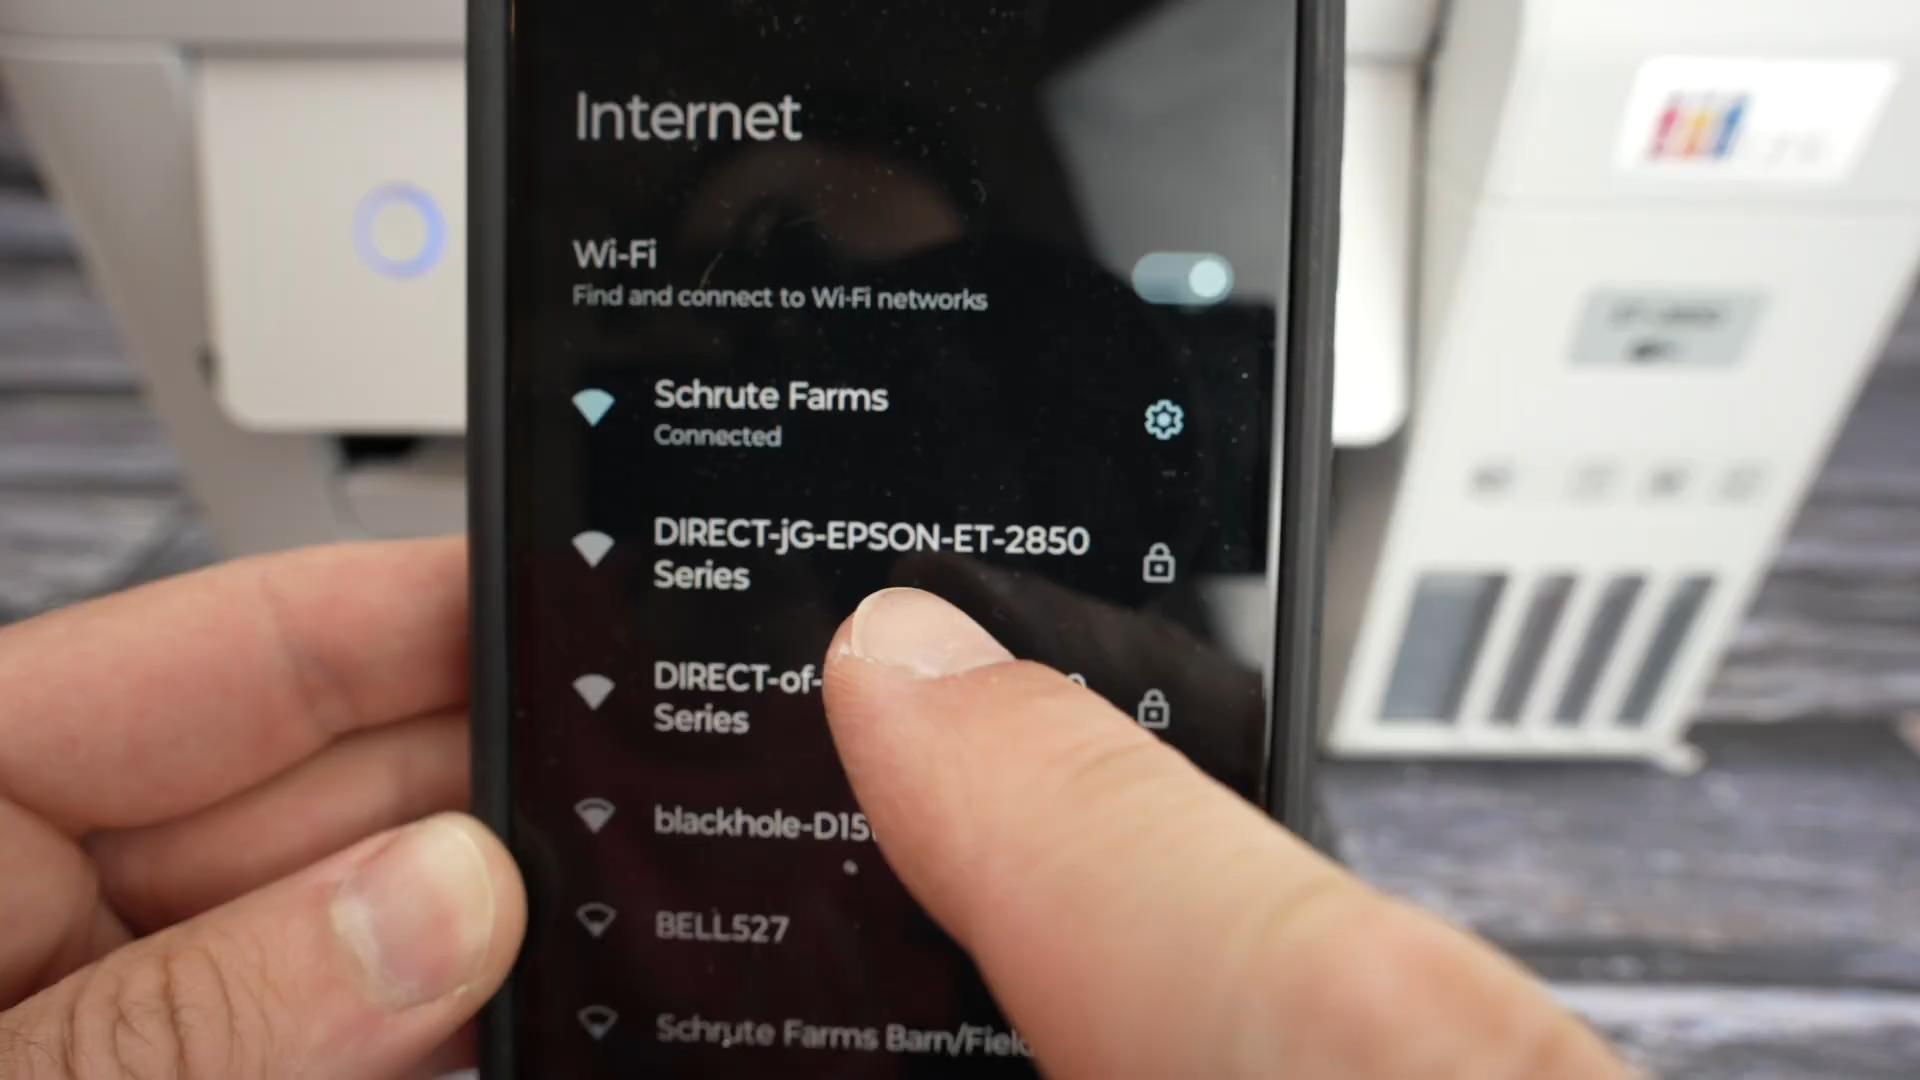 Internet
Wi-Fi
Find and connect to Wi-Fi networks
Schrute Farms
Connected
DIRECT-jG-EPSON-ET-2850
Series
DIRECT-of-
Series
blackhole-D15
BELL527
Schrute Farms Barn/Field